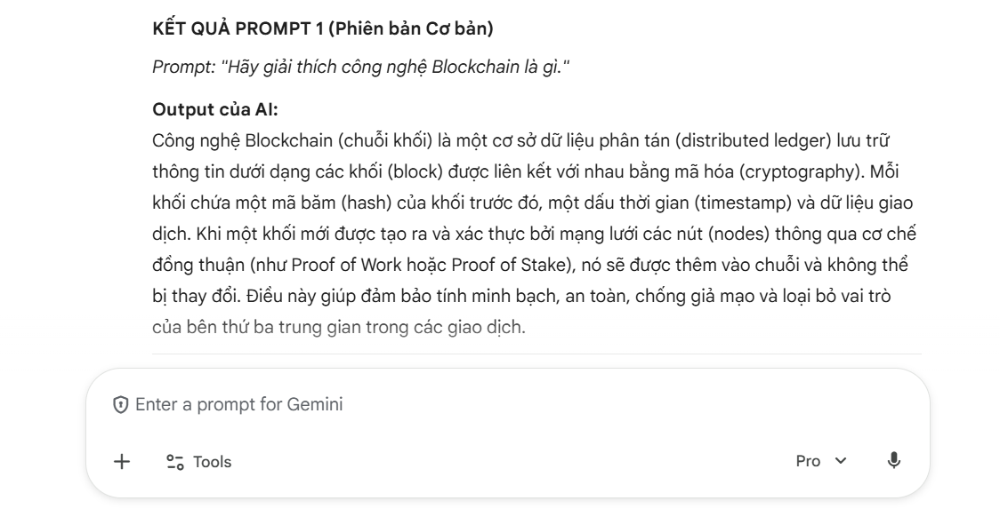 KẾT QUẢ PROMPT 1 (Phiên bản Cơ bản)
Prompt: "Hãy giải thích công nghệ Blockchain là gì."
Output của AI:
Công nghệ Blockchain (chuỗi khối) là một cơ sở dữ liệu phân tán (distributed ledger) lưu trữ
thông tin dưới dạng các khối (block) được liên kết với nhau bằng mã hóa (cryptography). Mỗi
khối chứa một mã băm (hash) của khối trước đó, một dấu thời gian (timestamp) và dữ liệu giao
dịch. Khi một khối mới được tạo ra và xác thực bởi mạng lưới các nút (nodes) thông qua cơ chế
đồng thuận (như Proof of Work hoặc Proof of Stake), nó sẽ được thêm vào chuỗi và không thể
bị thay đổi. Điều này giúp đảm bảo tính minh bạch, an toàn, chống giả mạo và loại bỏ vai trò
của bên thứ ba trung gian trong các giao dịch.
Enter a prompt for Gemini
Tools
Pro